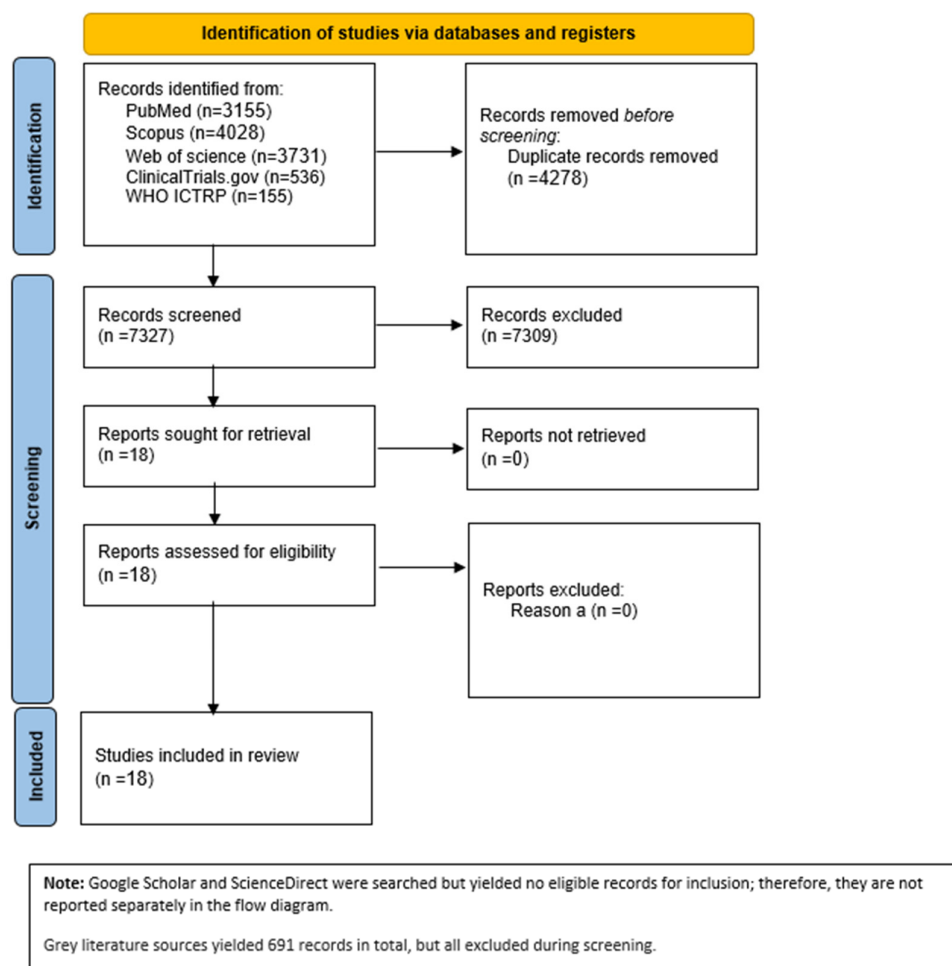 Identification of studies via databases and registers
Identification
Records identified from:
PubMed (n=3155)
Scopus (n=4028)
Web of science (n=3731)
ClinicalTrials.gov (n=536)
WHO ICTRP (n=155)
Records removed before
screening:
Duplicate records removed
(n =4278)
Screening
Records screened
(n =7327)
Records excluded
(n =7309)
Reports sought for retrieval
(n =18)
Reports not retrieved
(n =0)
Reports assessed for eligibility
(n =18)
Reports excluded:
Reason a (n =0)
Included
Studies included in review
(n =18)
Note: Google Scholar and ScienceDirect were searched but yielded no eligible records for inclusion; therefore, they are not
reported separately in the flow diagram.
Grey literature sources yielded 691 records in total, but all excluded during screening.